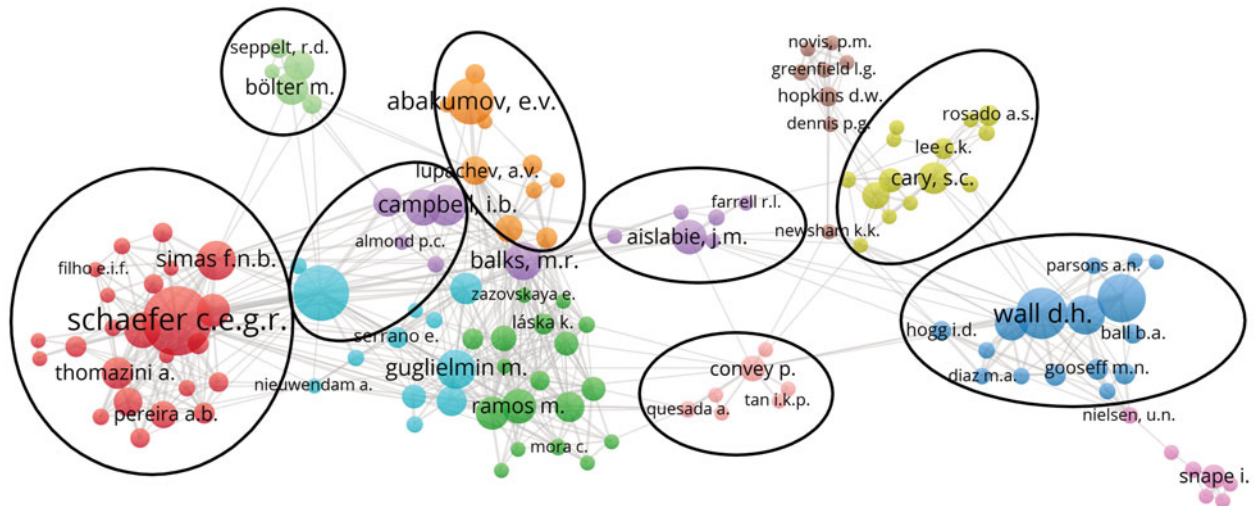 seppelt, r.d.
bölter m.
abakumov, e.v.
lupachev, a.v.
novis, p.m.
greenfield l.g.
hopkins d.w.
dennis p.g.
rosado a.s.
lee c.k.
cary, s.c.
campbell, i.b.
almond p.c.
balks, m.r.
farrell r.l.
aislabie, j.m.
newsham k.k.
simas f.n.b.
filho e.i.f.
schaefer c.e.g.r.
thomazini a.
pereira a.b.
zazovskaya e.
láska k.
serrano e.
guglielmin m.
nieuwendam a.
ramos m.
mora c.
convey p.
quesada a.
tan i.k.p.
parsons a.n.
wall d.h.
hogg i.d.
ball b.a.
diaz m.a.
gooseff m.n.
nielsen, u.n.
snape i.